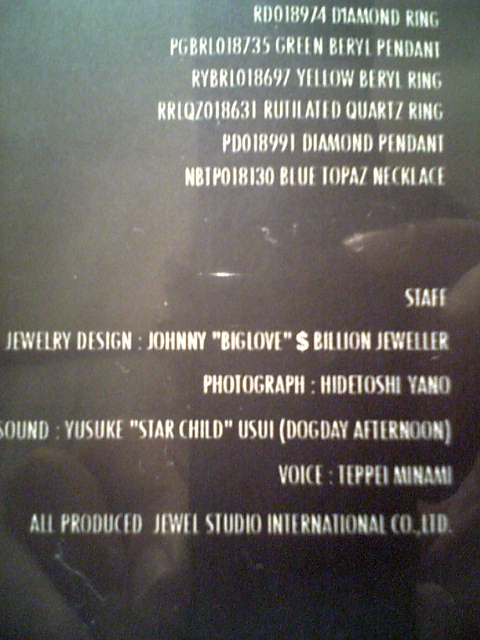 RD018974 DIAMOND RING
PGBRL018735 GREEN BERYL PENDANT
RYBRL018697 YELLOW BERYL RING
RRLQZ018631 RUTILATED QUARTZ RING
PD018991 DIAMOND PENDANT
NBTP018130 BLUE TOPAZ NECKLACE
STAFF
JEWELRY DESIGN : JOHNNY "BIGLOVE" $ BILLION JEWELLER
PHOTOGRAPH : HIDETOSHI YANO
SOUND : YUSUKE "STAR CHILD" USUI (DOGDAY AFTERNOON)
VOICE : TEPPEI MINAMI
ALL PRODUCED JEWEL STUDIO INTERNATIONAL CO.,LTD.